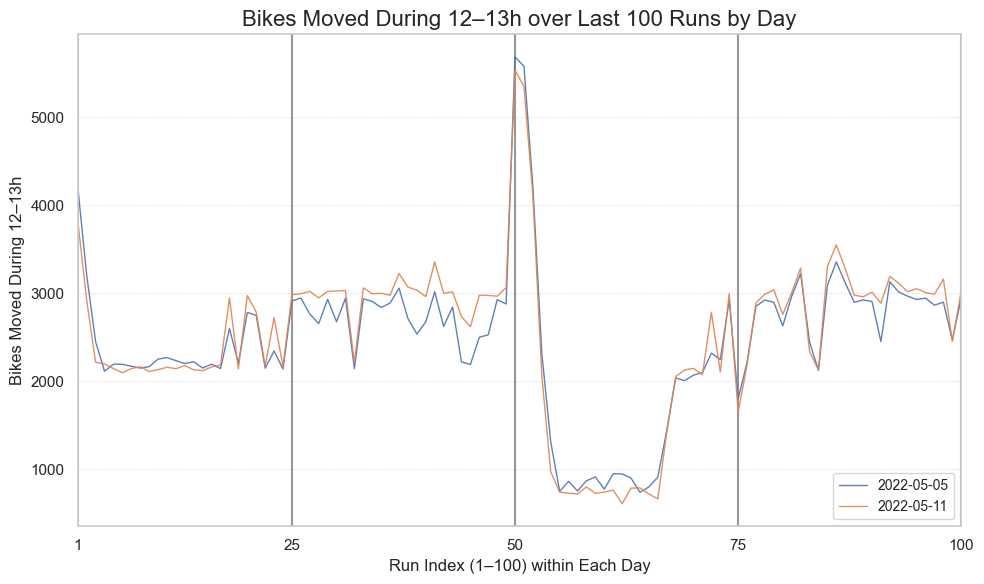 Bikes Moved During 12–13h over Last 100 Runs by Day
Bikes Moved During 12–13h
5000
4000
3000
2000
1000
2022-05-05
2022-05-11
1 25 50 75 100
Run Index (1–100) within Each Day